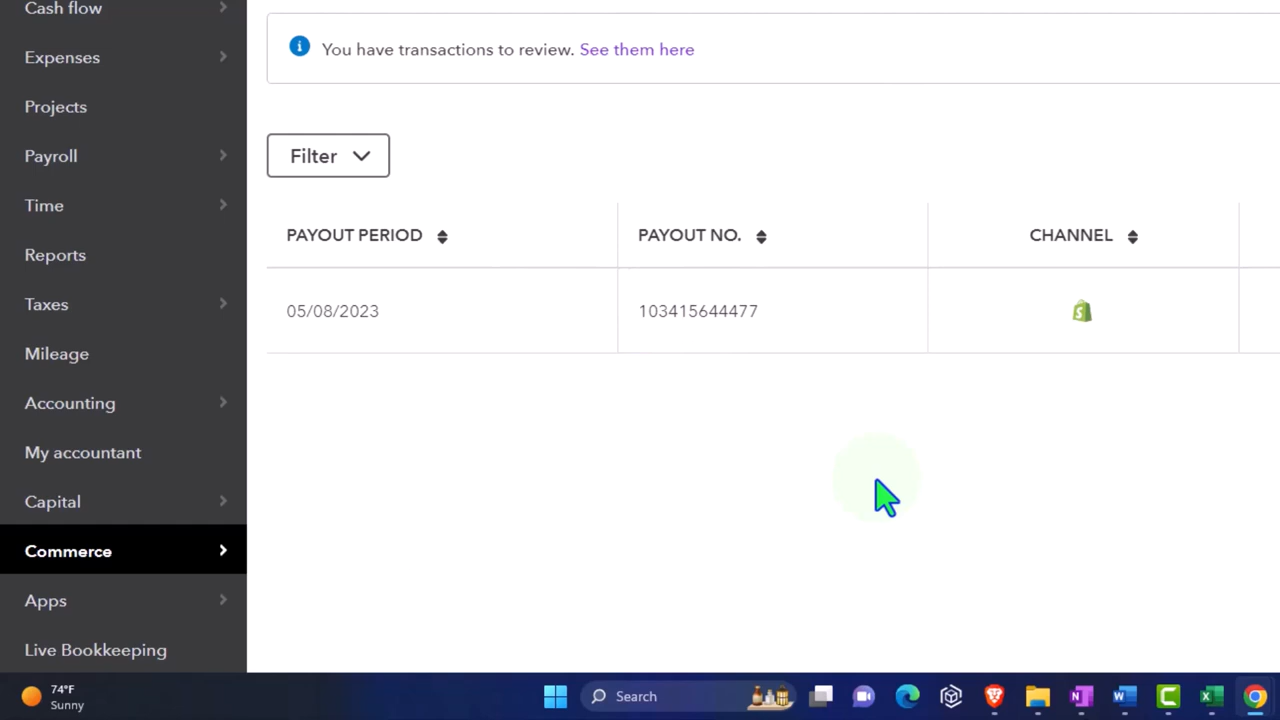 Cash flow
Expenses
Projects
Payroll
Time
Reports
Taxes
Mileage
Accounting
My accountant
Capital
Commerce
Apps
Live Bookkeeping
You have transactions to review. See them here
Filter
PAYOUT PERIOD PAYOUT NO. CHANNEL
05/08/2023 103415644477
74°F
Sunny
Search